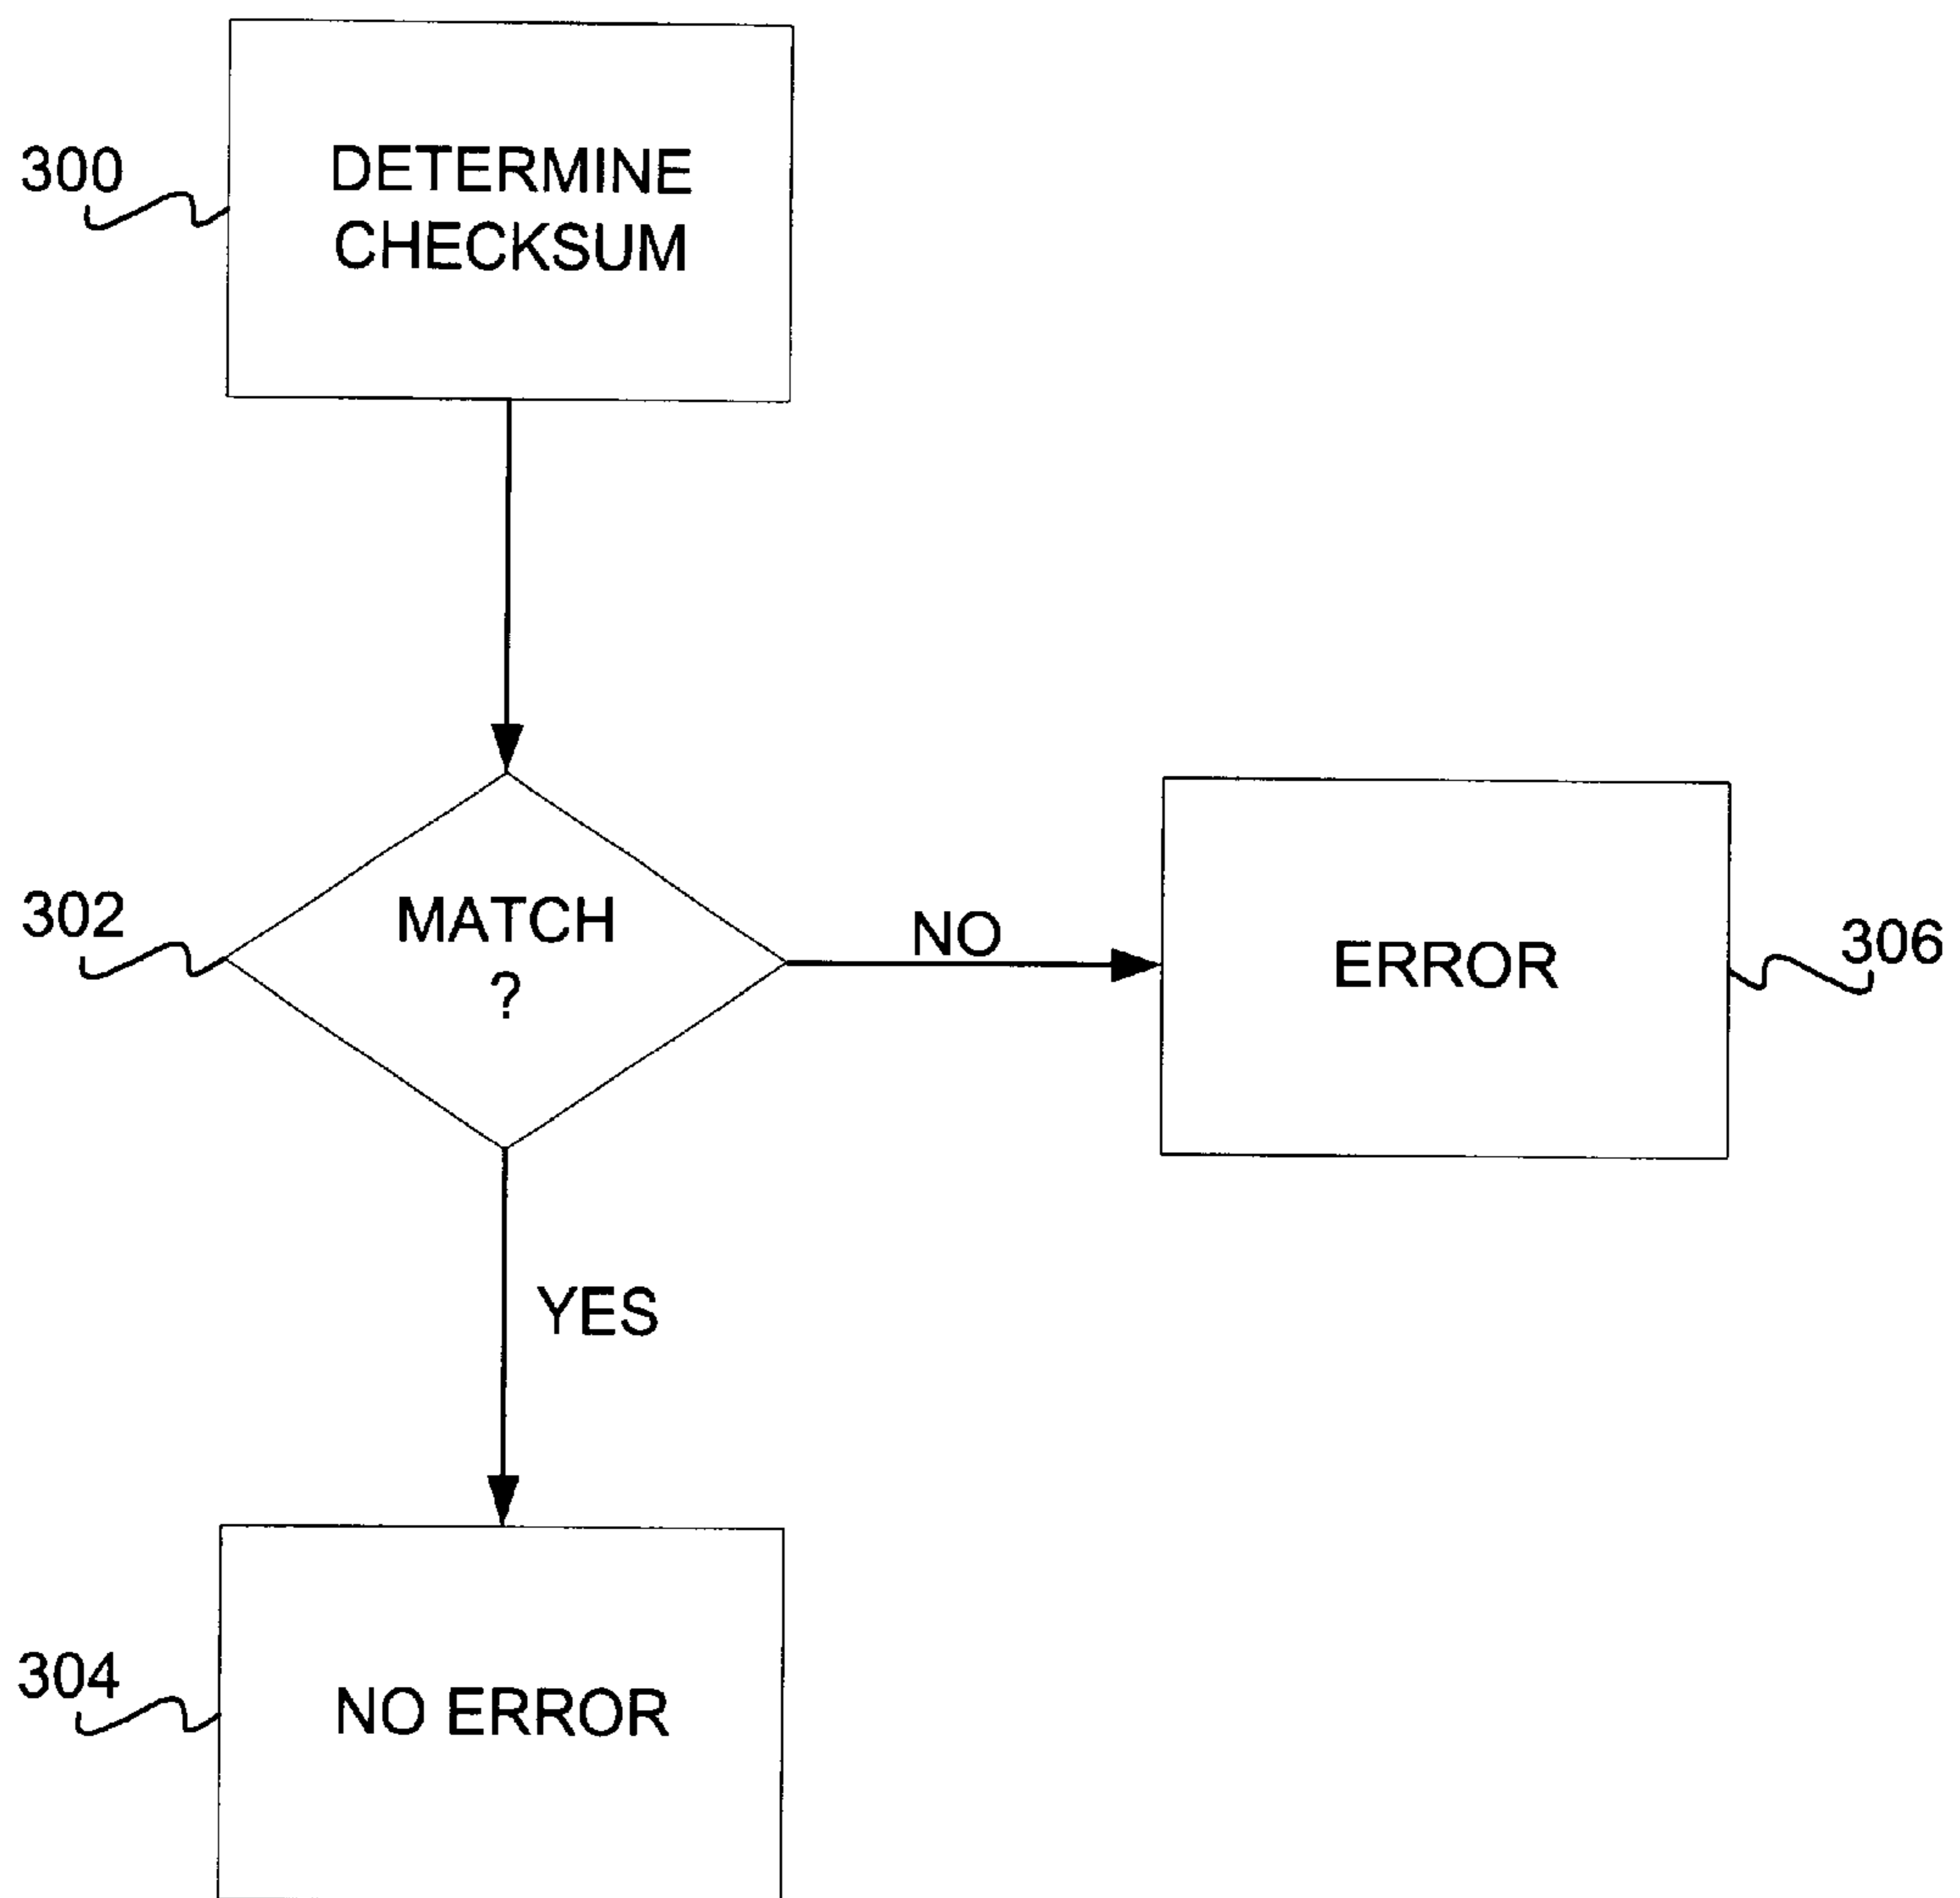 300
DETERMINE
CHECKSUM
302
MATCH
?
NO
ERROR
306
YES
304
NO ERROR